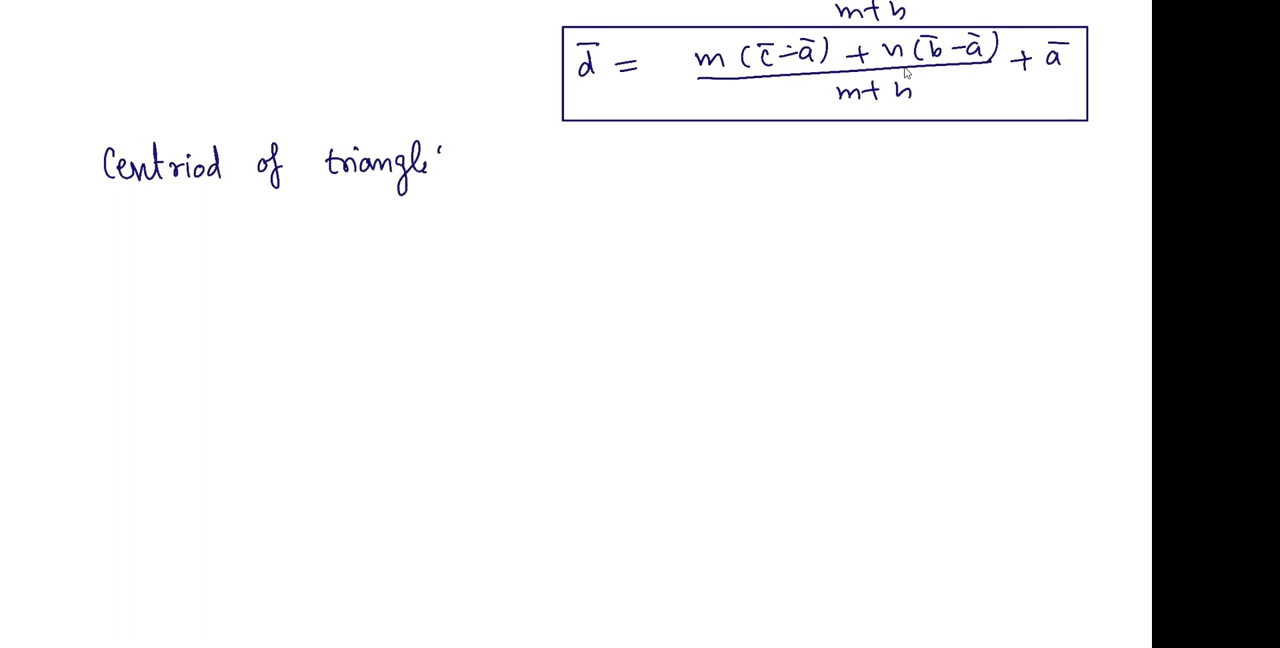 m+n
d̄ = m(c̄-ā) + n(b̄-ā) / m+n + ā
Centriod of triangle'